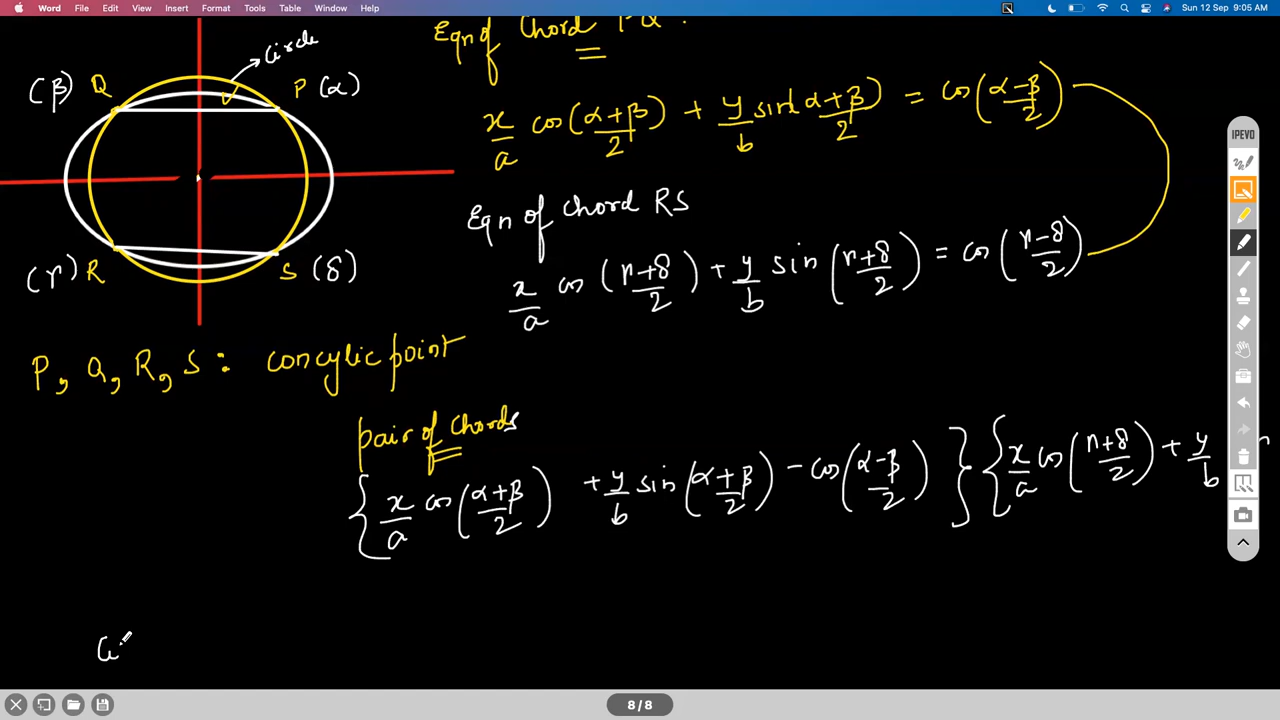 Word File Edit View Insert Format Tools Table Window Help Sun 12 Sep 9:05 AM
Eqn of Chord PQ :
circle
(β) Q P (α)
x/a cos(α+β/2) + y/b sin(α+β/2) = cos(α-β/2)
Eqn of chord RS
(r) R S (δ)
x/a cos(r+δ/2) + y/b sin(r+δ/2) = cos(r-δ/2)
P, Q, R, S : concylic point
pair of chords
{x/a cos(α+β/2) + y/b sin(α+β/2) - cos(α-β/2)} {x/a cos(r+δ/2) + y/b
IPEVO
8/8